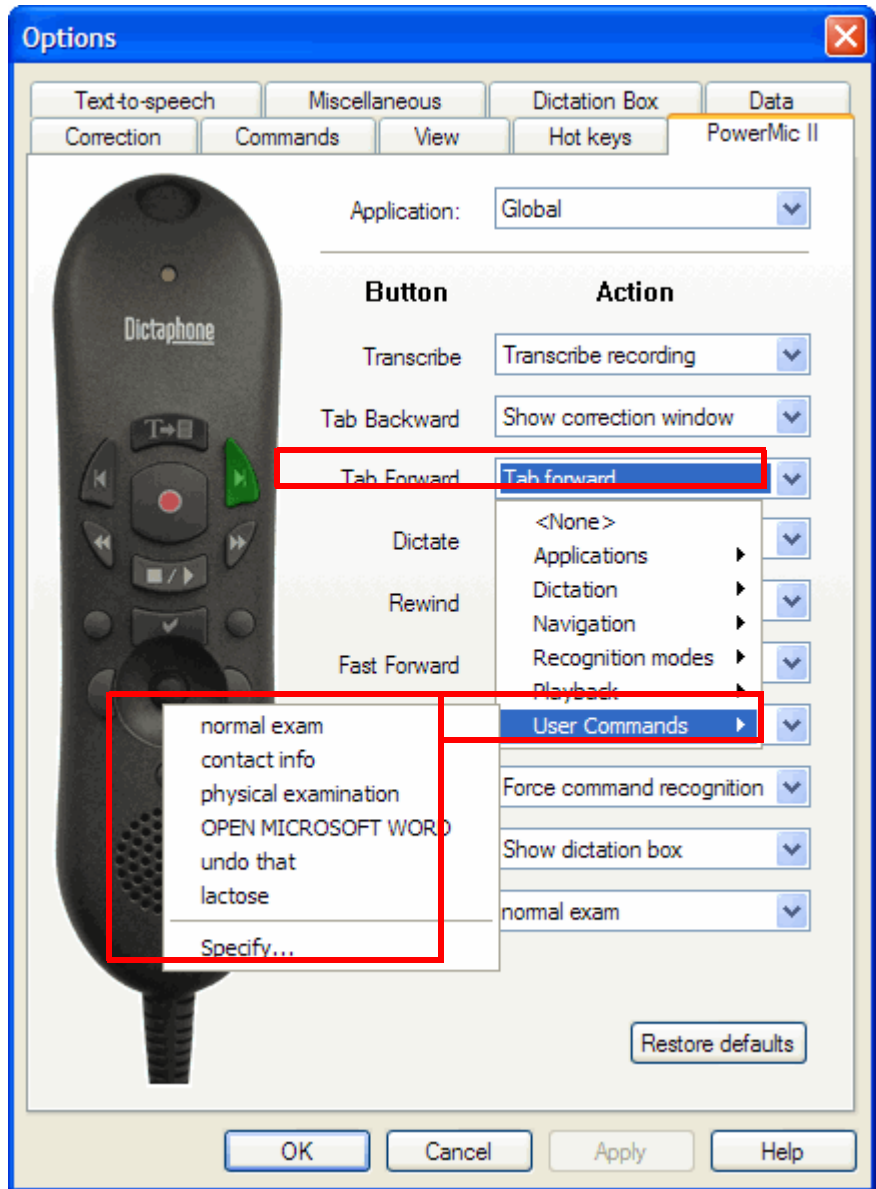 Options
Text-to-speech Miscellaneous Dictation Box Data
Correction Commands View Hot keys PowerMic II
Application: Global
Button Action
Dictaphone
Transcribe Transcribe recording
Tab Backward Show correction window
T
Tab Forward Tab forward
<None>
Dictate Applications
Dictation
Rewind Navigation
Fast Forward Recognition modes
Playback
User Commands
normal exam
contact info
physical examination
OPEN MICROSOFT WORD
undo that
lactose
Specify...
Force command recognition
Show dictation box
normal exam
Restore defaults
OK Cancel Apply Help